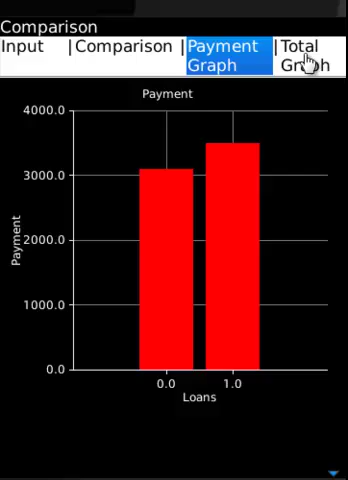 Comparison
Input | Comparison | Payment Graph | Total Graph
Payment
4000.0
3000.0
2000.0
1000.0
0.0
Payment
0.0 1.0
Loans